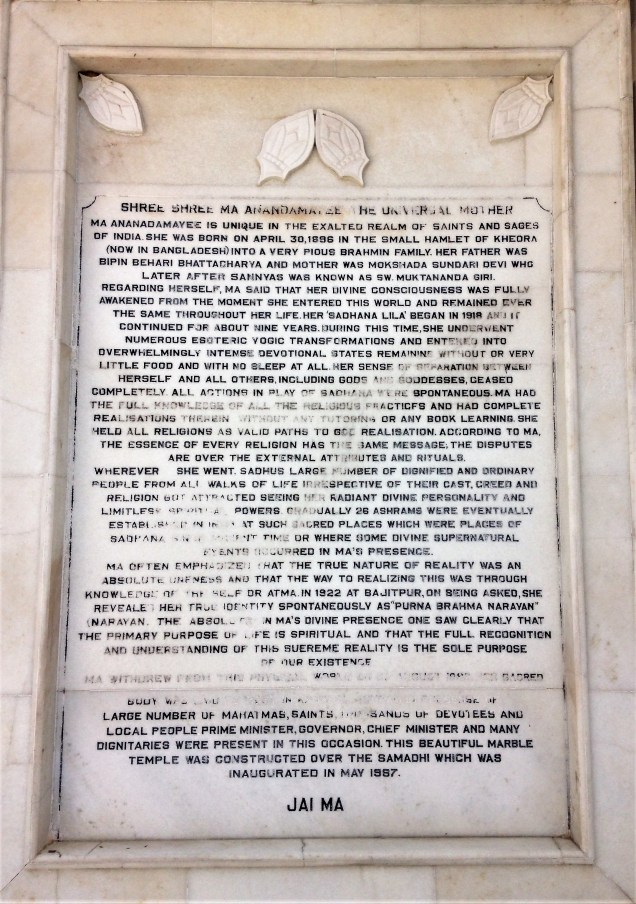 SHREE SHREE MA ANANDAMAYEE THE UNIVERSAL MOTHER
MA ANANADAMAYEE IS UNIQUE IN THE EXALTED REALM OF SAINTS AND SAGES
OF INDIA. SHE WAS BORN ON APRIL 30,1896 IN THE SMALL HAMLET OF KHEORA
(NOW IN BANGLADESH) INTO A VERY PIOUS BRAHMIN FAMILY. HER FATHER WAS
BIPIN BEHARI BHATTACHARYA AND MOTHER WAS MOKSHADA SUNDARI DEVI WHO
LATER AFTER SANNYAS WAS KNOWN AS SW. MUKTANANDA GIRI.
REGARDING HERSELF, MA SAID THAT HER DIVINE CONSCIOUSNESS WAS FULLY
AWAKENED FROM THE MOMENT SHE ENTERED THIS WORLD AND REMAINED EVER
THE SAME THROUGHOUT HER LIFE. HER 'SADHANA LILA' BEGAN IN 1918 AND IT
CONTINUED FOR ABOUT NINE YEARS. DURING THIS TIME, SHE UNDERWENT
NUMEROUS ESOTERIC YOGIC TRANSFORMATIONS AND ENTERED INTO
OVERWHELMINGLY INTENSE DEVOTIONAL STATES REMAINING WITHOUT OR VERY
LITTLE FOOD AND WITH NO SLEEP AT ALL. HER SENSE OF SEPARATION BETWEEN
HERSELF AND ALL OTHERS, INCLUDING GODS AND GODDESSES, CEASED
COMPLETELY ALL ACTIONS IN PLAY OF SADHANA WERE SPONTANEOUS. MA HAD
THE FULL KNOWLEDGE OF ALL THE RELIGIOUS PRACTICES AND HAD COMPLETE
REALISATIONS THEREIN WITHOUT ANY TUTORING OR ANY BOOK LEARNING. SHE
HELD ALL RELIGIONS AS VALID PATHS TO GOD REALISATION. ACCORDING TO MA,
THE ESSENCE OF EVERY RELIGION HAS THE SAME MESSAGE; THE DISPUTES
ARE OVER THE EXTERNAL ATTRIBUTES AND RITUALS.
WHEREVER SHE WENT. SADHUS LARGE NUMBER OF DIGNIFIED AND ORDINARY
PEOPLE FROM ALL WALKS OF LIFE IRRESPECTIVE OF THEIR CAST, CREED AND
RELIGION GOT ATTRACTED SEEING HER RADIANT DIVINE PERSONALITY AND
LIMITLESS SPIRITUAL POWERS. GRADUALLY 26 ASHRAMS WERE EVENTUALLY
ESTABLISHED IN AT SUCH SACRED PLACES WHICH WERE PLACES OF
SADHANA TIME OR WHERE SOME DIVINE SUPERNATURAL
EVENTS OCCURRED IN MA'S PRESENCE.
MA OFTEN EMPHASIZED THAT THE TRUE NATURE OF REALITY WAS AN
ABSOLUTE ONENESS AND THAT THE WAY TO REALIZING THIS WAS THROUGH
KNOWLEDGE OF THE SELF OR ATMA. IN 1922 AT BAJITPUR, ON BEING ASKED, SHE
REVEALED HER TRUE IDENTITY SPONTANEOUSLY AS "PURNA BRAHMA NARAYAN"
(NARAYAN. THE ABSOLUTE) IN MA'S DIVINE PRESENCE ONE SAW CLEARLY THAT
THE PRIMARY PURPOSE OF LIFE IS SPIRITUAL AND THAT THE FULL RECOGNITION
AND UNDERSTANDING OF THIS SUEREME REALITY IS THE SOLE PURPOSE
OF OUR EXISTENCE
MA WITHDREW FROM THIS PHYSICAL WORLD ON AUGUST HER SACRED
BODY WAS OF
LARGE NUMBER OF MAHATMAS, SAINTS, THOUSANDS OF DEVOTEES AND
LOCAL PEOPLE PRIME MINISTER, GOVERNOR, CHIEF MINISTER AND MANY
DIGNITARIES WERE PRESENT IN THIS OCCASION. THIS BEAUTIFUL MARBLE
TEMPLE WAS CONSTRUCTED OVER THE SAMADHI WHICH WAS
INAUGURATED IN MAY 1987.
JAI MA